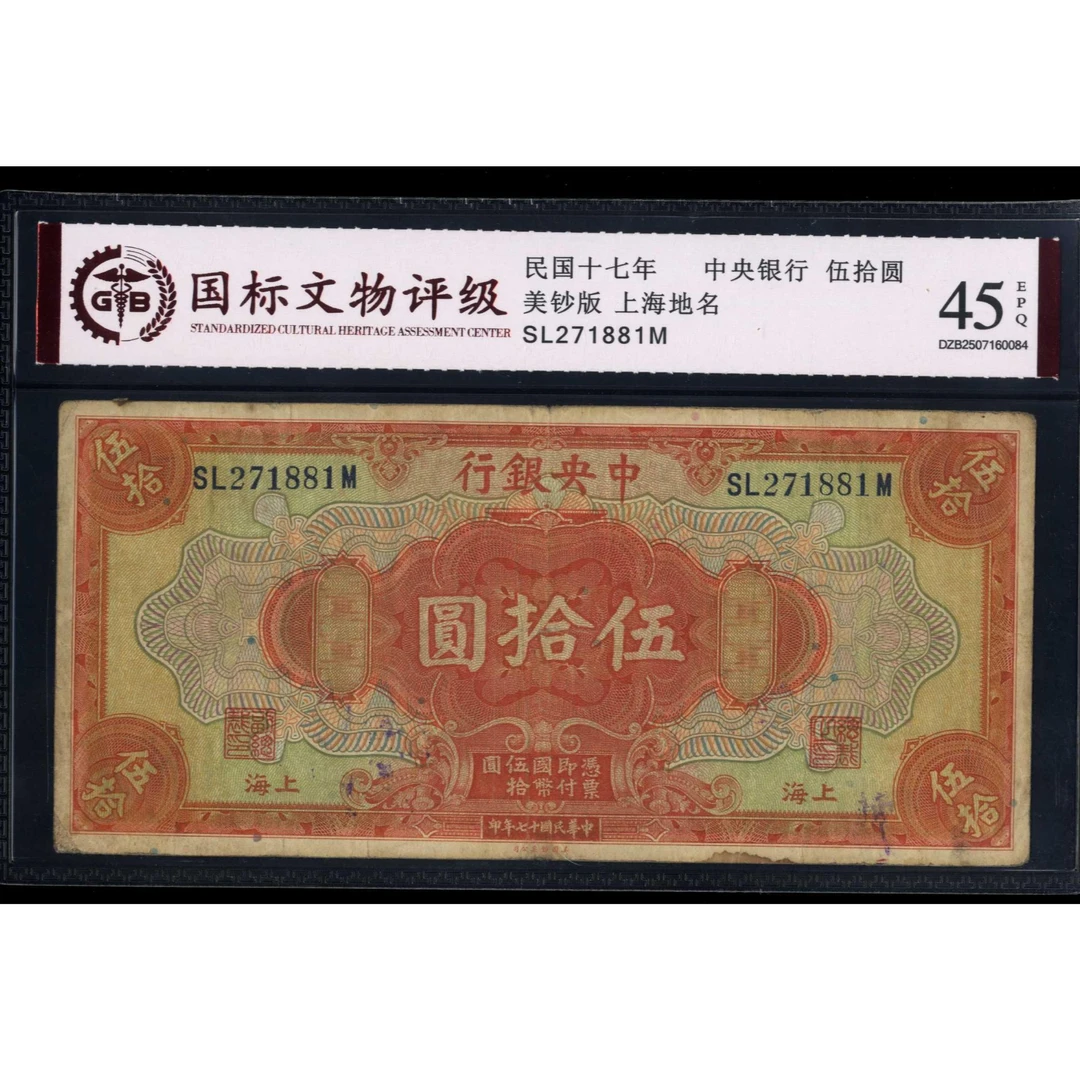 国标文物评级
STANDARDIZED CULTURAL HERITAGE ASSESSMENT CENTER
GB
民国十七年 中央银行 伍拾圆
美钞版 上海地名
SL271881M
45
EPQ
DZB2507160084
伍拾
伍拾
行銀央中
SL271881M
SL271881M
圓拾伍
憑票
即付
國幣
伍拾
圓
海上
海上
伍拾
伍拾
印年七十國民華中